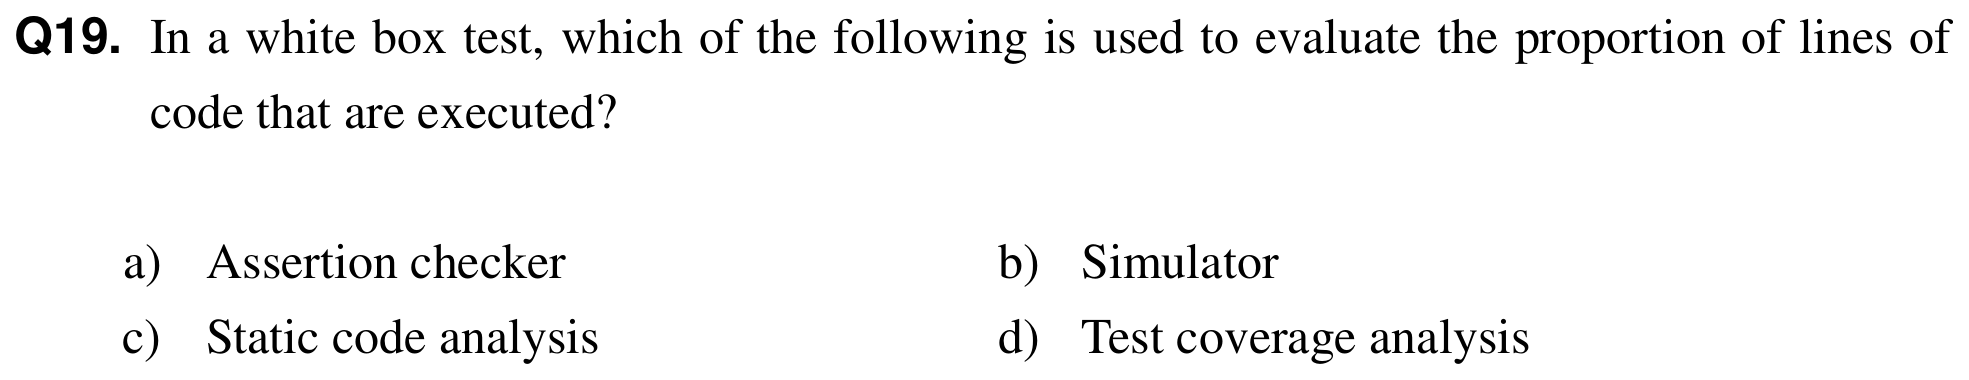 Q19. In a white box test, which of the following is used to evaluate the proportion of lines of
code that are executed?
a) Assertion checker b) Simulator
c) Static code analysis d) Test coverage analysis